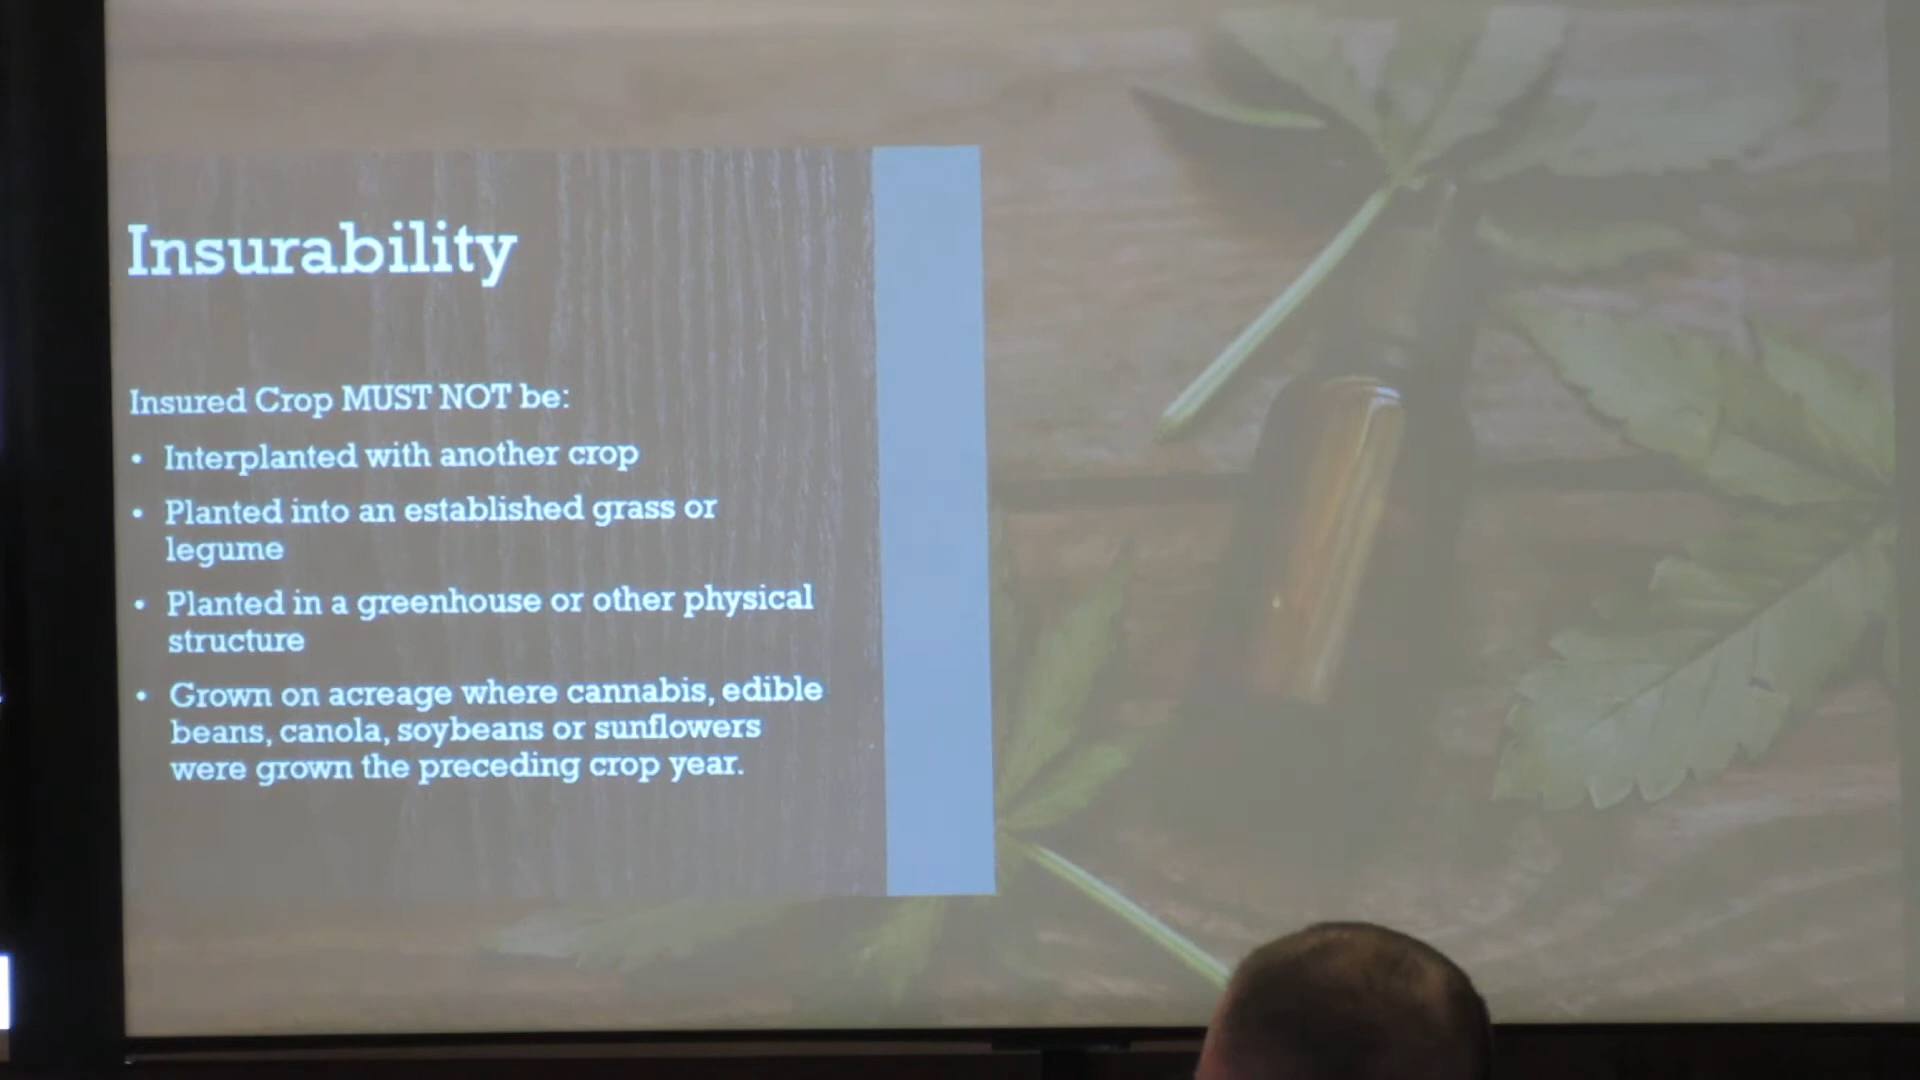 Insurability
Insured Crop MUST NOT be:
• Interplanted with another crop
• Planted into an established grass or
legume
• Planted in a greenhouse or other physical
structure
• Grown on acreage where cannabis, edible
beans, canola, soybeans or sunflowers
were grown the preceding crop year.